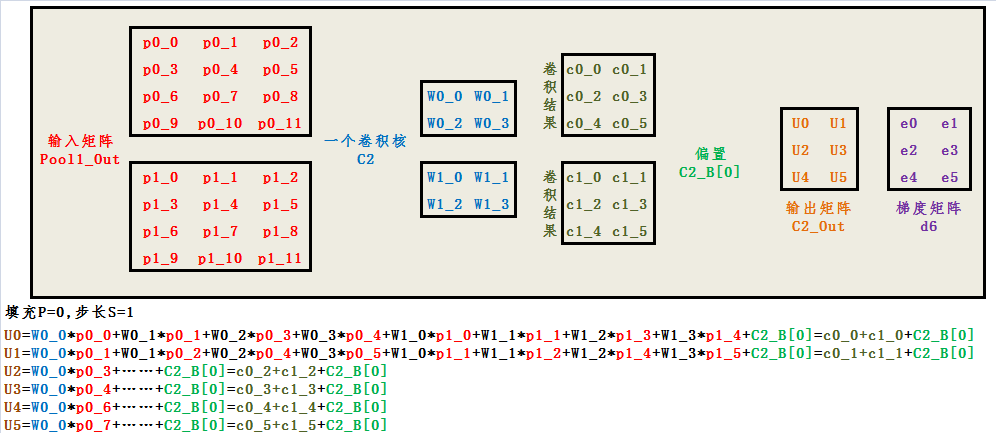 p0_0 p0_1 p0_2
p0_3 p0_4 p0_5
p0_6 p0_7 p0_8
p0_9 p0_10 p0_11
输入矩阵
Pool1_Out
p1_0 p1_1 p1_2
p1_3 p1_4 p1_5
p1_6 p1_7 p1_8
p1_9 p1_10 p1_11
一个卷积核
C2
W0_0 W0_1
W0_2 W0_3
W1_0 W1_1
W1_2 W1_3
卷积结果
c0_0 c0_1
c0_2 c0_3
c0_4 c0_5
卷积结果
c1_0 c1_1
c1_2 c1_3
c1_4 c1_5
偏置
C2_B[0]
U0 U1
U2 U3
U4 U5
输出矩阵
C2_Out
e0 e1
e2 e3
e4 e5
梯度矩阵
d6
填充P=0,步长S=1
U0=W0_0*p0_0+W0_1*p0_1+W0_2*p0_3+W0_3*p0_4+W1_0*p1_0+W1_1*p1_1+W1_2*p1_3+W1_3*p1_4+C2_B[0]=c0_0+c1_0+C2_B[0]
U1=W0_0*p0_1+W0_1*p0_2+W0_2*p0_4+W0_3*p0_5+W1_0*p1_1+W1_1*p1_2+W1_2*p1_4+W1_3*p1_5+C2_B[0]=c0_1+c1_1+C2_B[0]
U2=W0_0*p0_3+……+C2_B[0]=c0_2+c1_2+C2_B[0]
U3=W0_0*p0_4+……+C2_B[0]=c0_3+c1_3+C2_B[0]
U4=W0_0*p0_6+……+C2_B[0]=c0_4+c1_4+C2_B[0]
U5=W0_0*p0_7+……+C2_B[0]=c0_5+c1_5+C2_B[0]